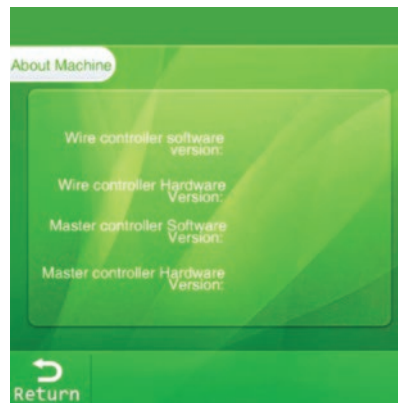 About Machine
Wire controller software
version:
Wire controller Hardware
Version:
Master controller Software
Version:
Master controller Hardware
Version:
Return